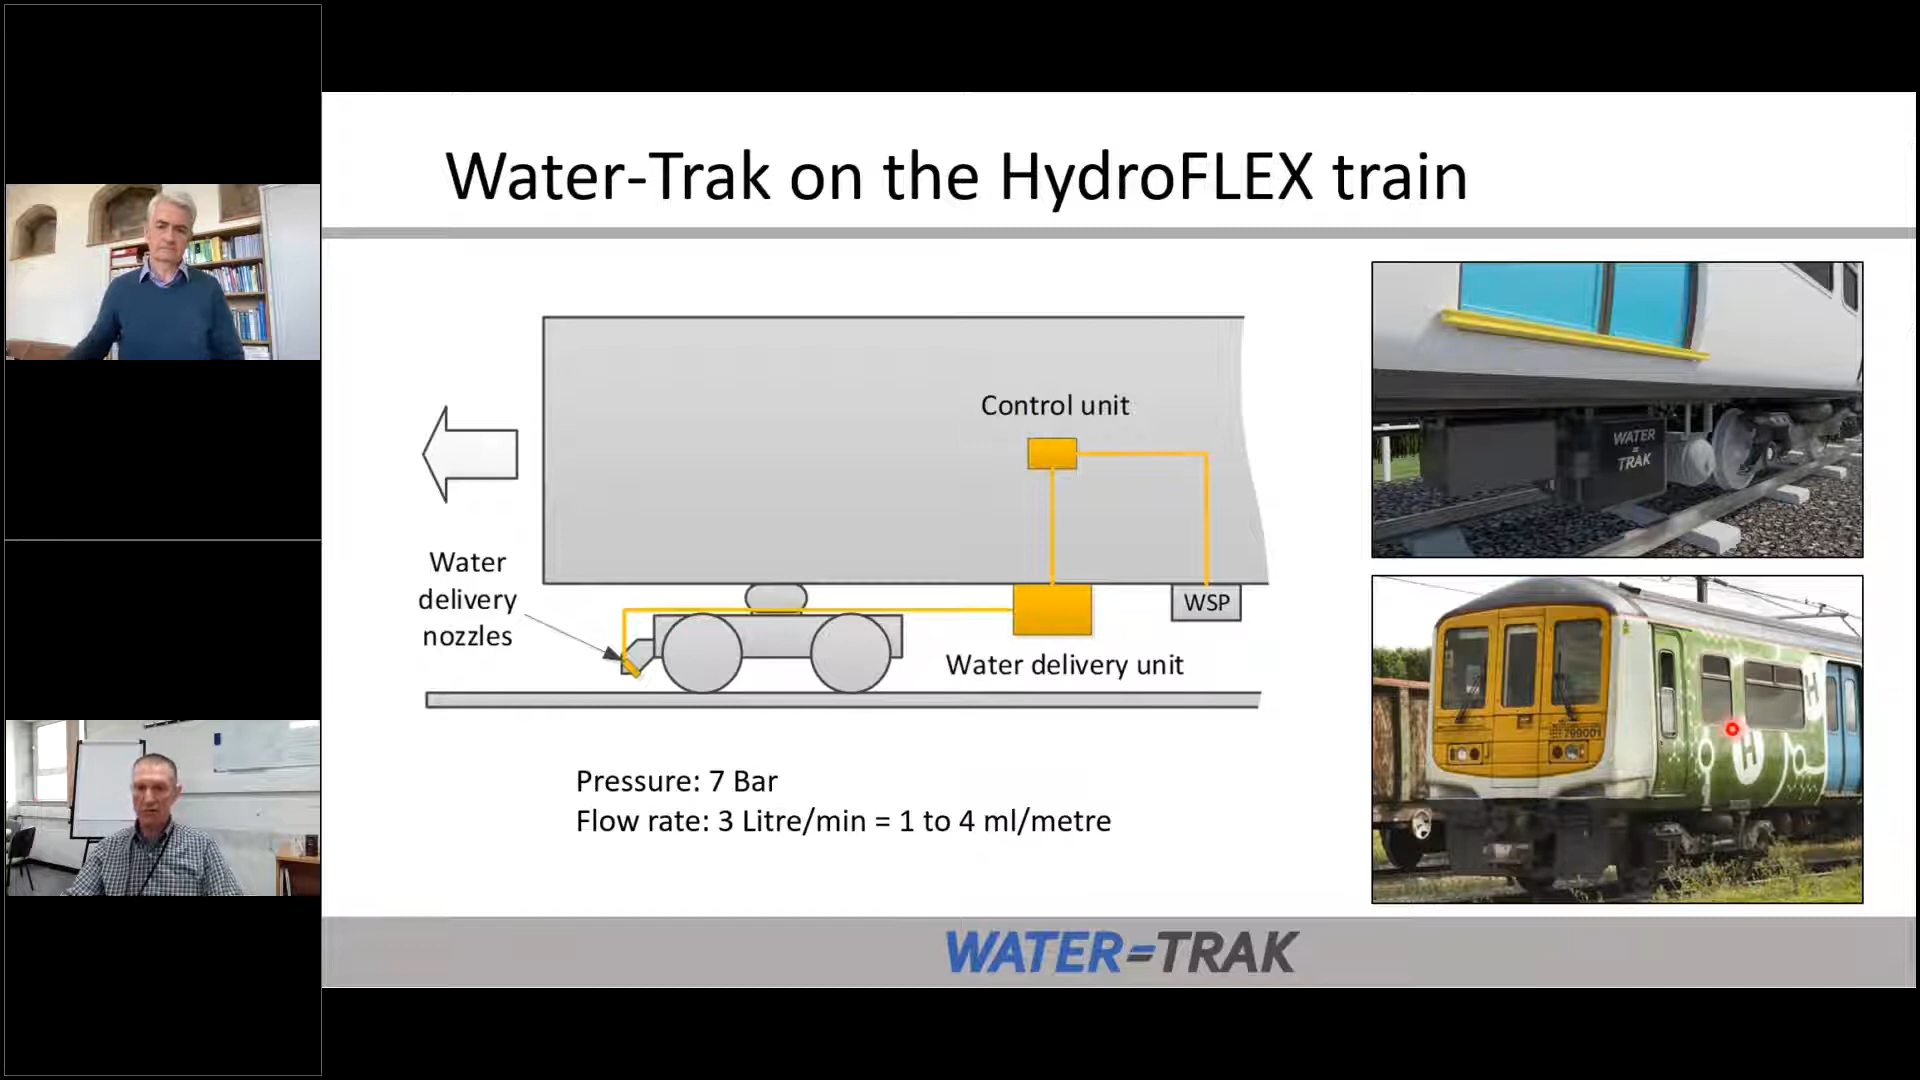 Water-Trak on the HydroFLEX train
Control unit
Water
delivery
nozzles
WSP
Water delivery unit
Pressure: 7 Bar
Flow rate: 3 Litre/min = 1 to 4 ml/metre
WATER
=
TRAK
799001
H
H
WATER=TRAK